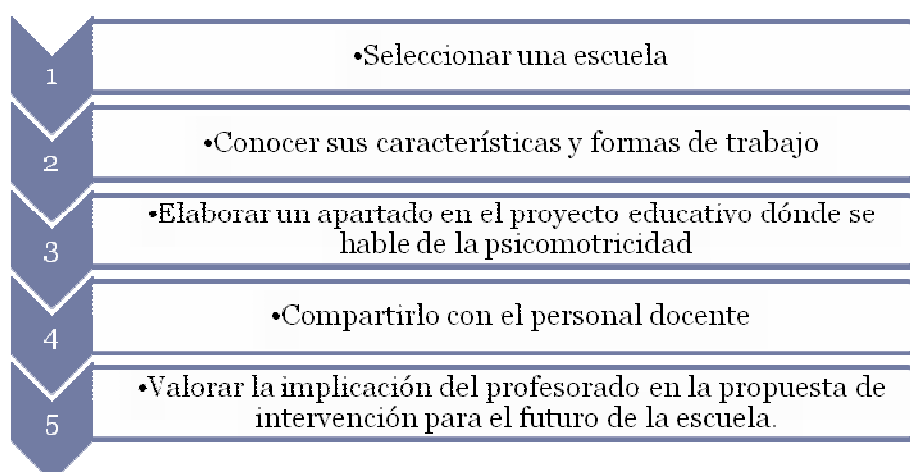 1
•Seleccionar una escuela
2
•Conocer sus características y formas de trabajo
3
•Elaborar un apartado en el proyecto educativo dónde se
hable de la psicomotricidad
4
•Compartirlo con el personal docente
5
•Valorar la implicación del profesorado en la propuesta de
intervención para el futuro de la escuela.